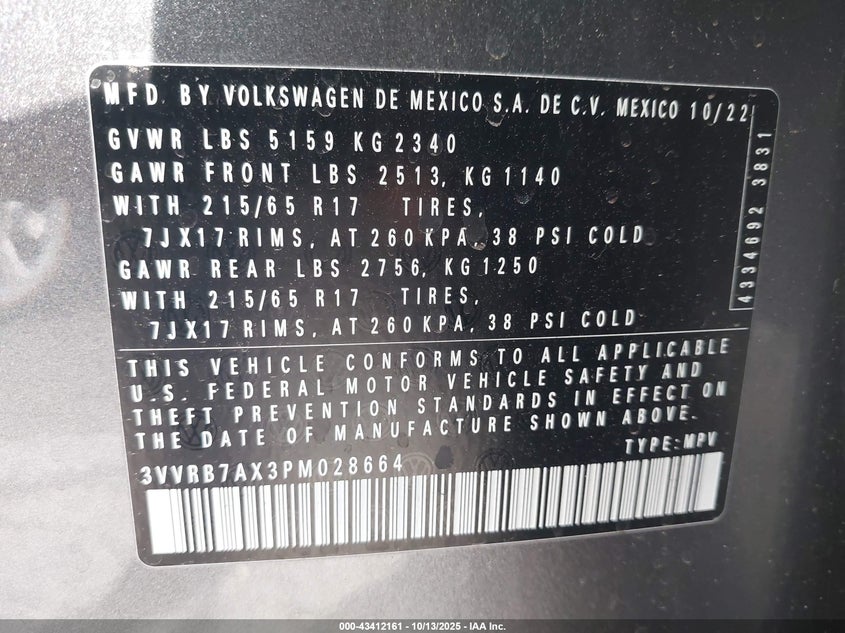 MFD. BY VOLKSWAGEN DE MEXICO S.A. DE C.V. MEXICO 10/22
GVWR LBS 5159 KG 2340
GAWR FRONT LBS 2513, KG 1140
WITH 215/65 R17 TIRES,
7JX17 RIMS, AT 260 KPA, 38 PSI COLD
GAWR REAR LBS 2756, KG 1250
WITH 215/65 R17 TIRES,
7JX17 RIMS, AT 260 KPA, 38 PSI COLD
4334692 3831
THIS VEHICLE CONFORMS TO ALL APPLICABLE
U.S. FEDERAL MOTOR VEHICLE SAFETY AND
THEFT PREVENTION STANDARDS IN EFFECT ON
THE DATE OF MANUFACTURE SHOWN ABOVE.
TYPE: MPV
3VVRB7AX3PM028664
000-43412161 - 10/13/2025 - IAA Inc.